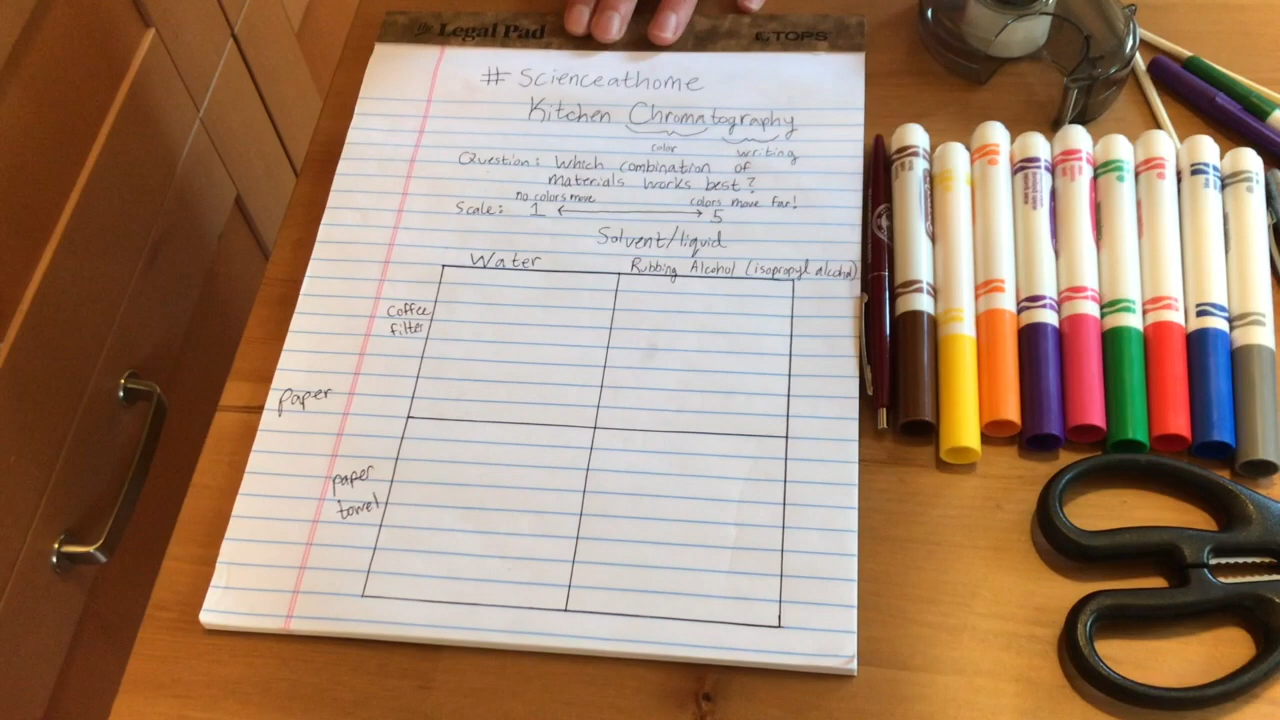 the Legal Pad TOPS
# Scienceathome
Kitchen Chromatography
color writing
Question: Which combination of
materials works best?
no colors move colors move far!
Scale: 1 5
Solvent/liquid
Water Rubbing Alcohol (isopropyl alcohol)
coffee
filter
paper
paper
towel